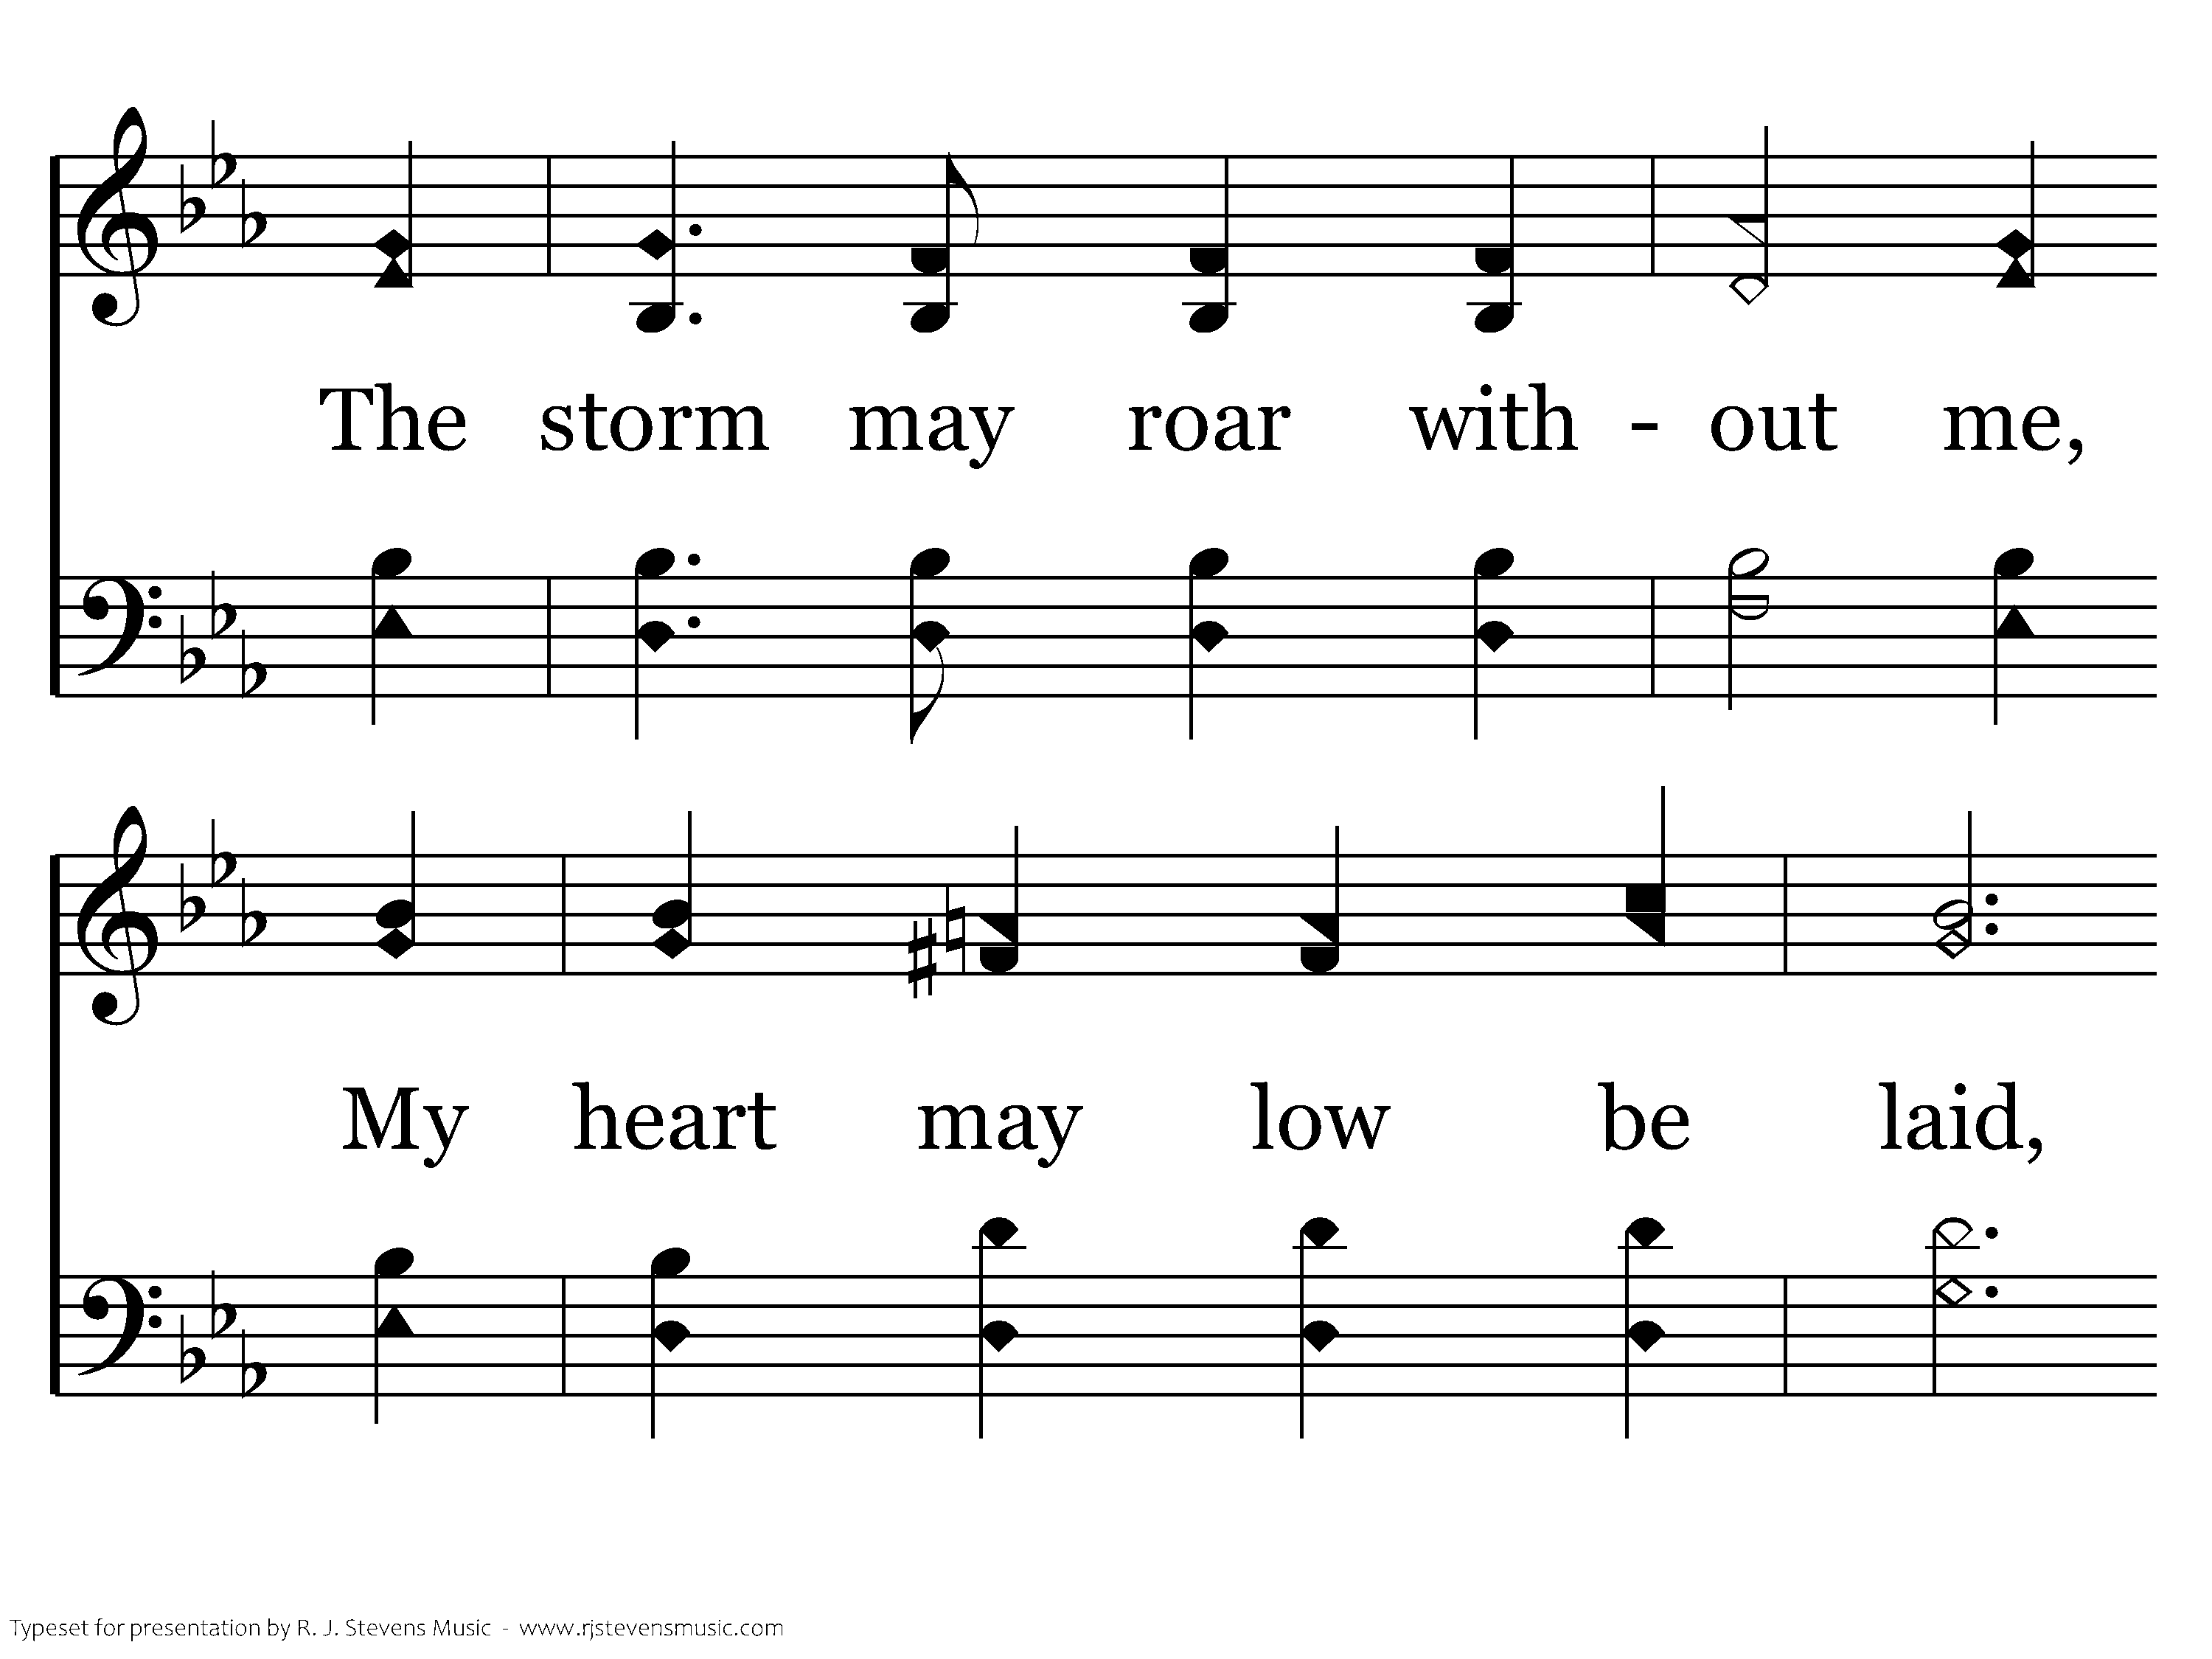 The storm may roar with - out me,
My heart may low be laid,
Typeset for presentation by R. J. Stevens Music - www.rjstevensmusic.com